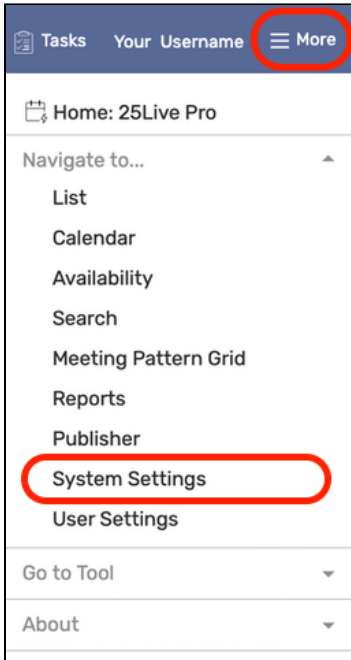 Tasks Your Username More
Home: 25Live Pro
Navigate to...
List
Calendar
Availability
Search
Meeting Pattern Grid
Reports
Publisher
System Settings
User Settings
Go to Tool
About